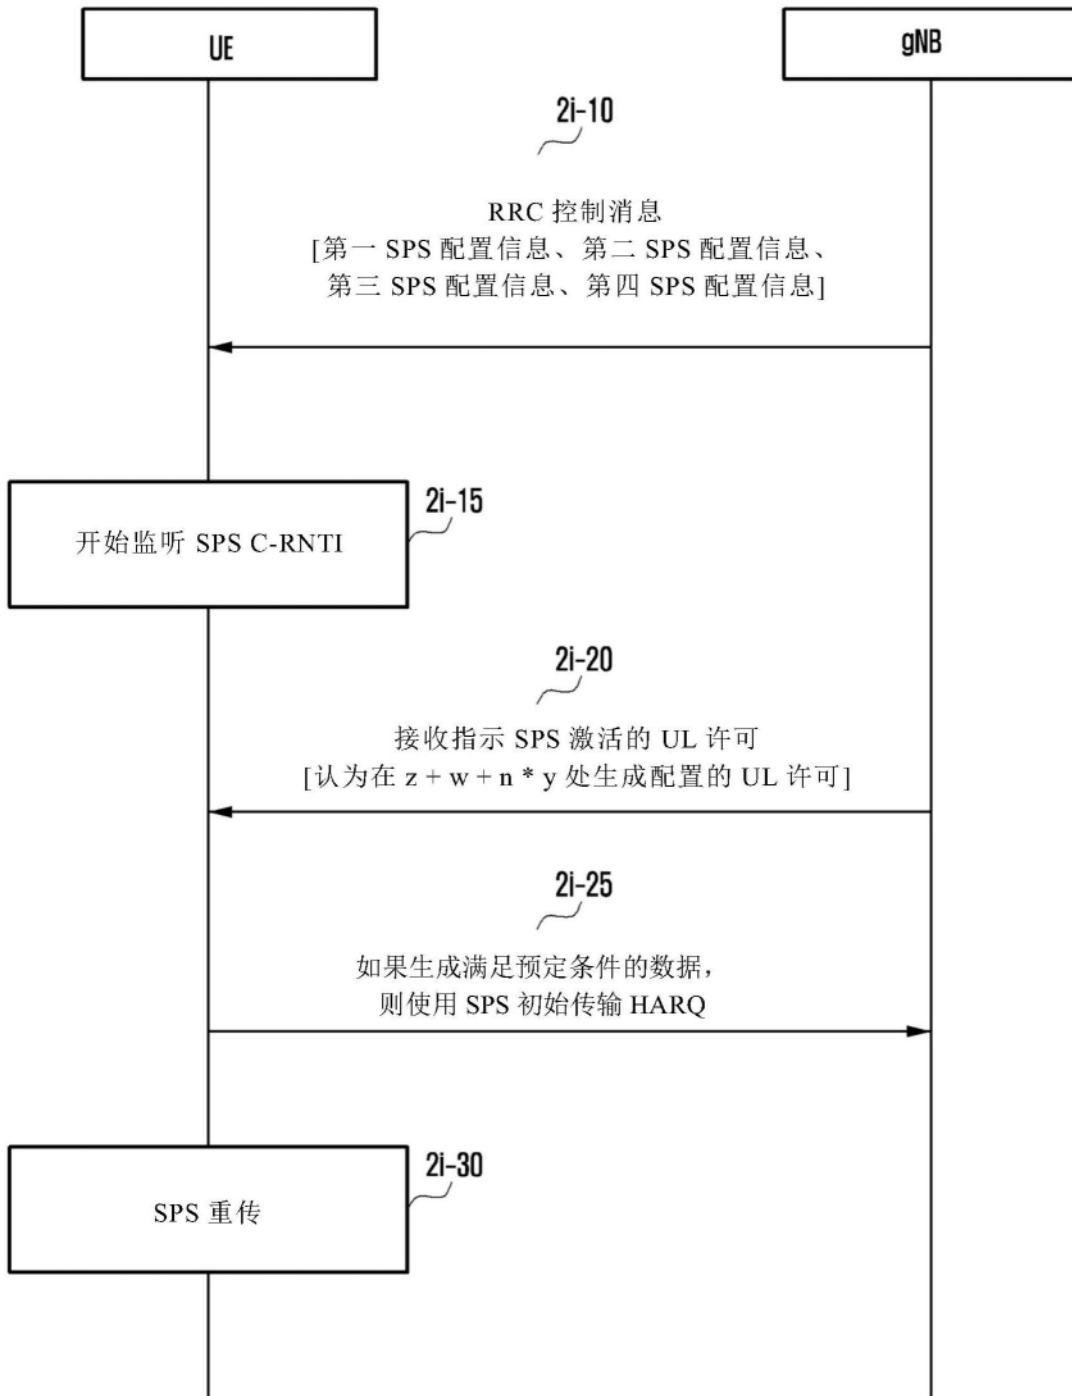 UE
gNB
2i-10
RRC 控制消息
[第一 SPS 配置信息、第二 SPS 配置信息、
第三 SPS 配置信息、第四 SPS 配置信息]
2i-15
开始监听 SPS C-RNTI
2i-20
接收指示 SPS 激活的 UL 许可
[认为在 z + w + n * y 处生成配置的 UL 许可]
2i-25
如果生成满足预定条件的数据，
则使用 SPS 初始传输 HARQ
2i-30
SPS 重传